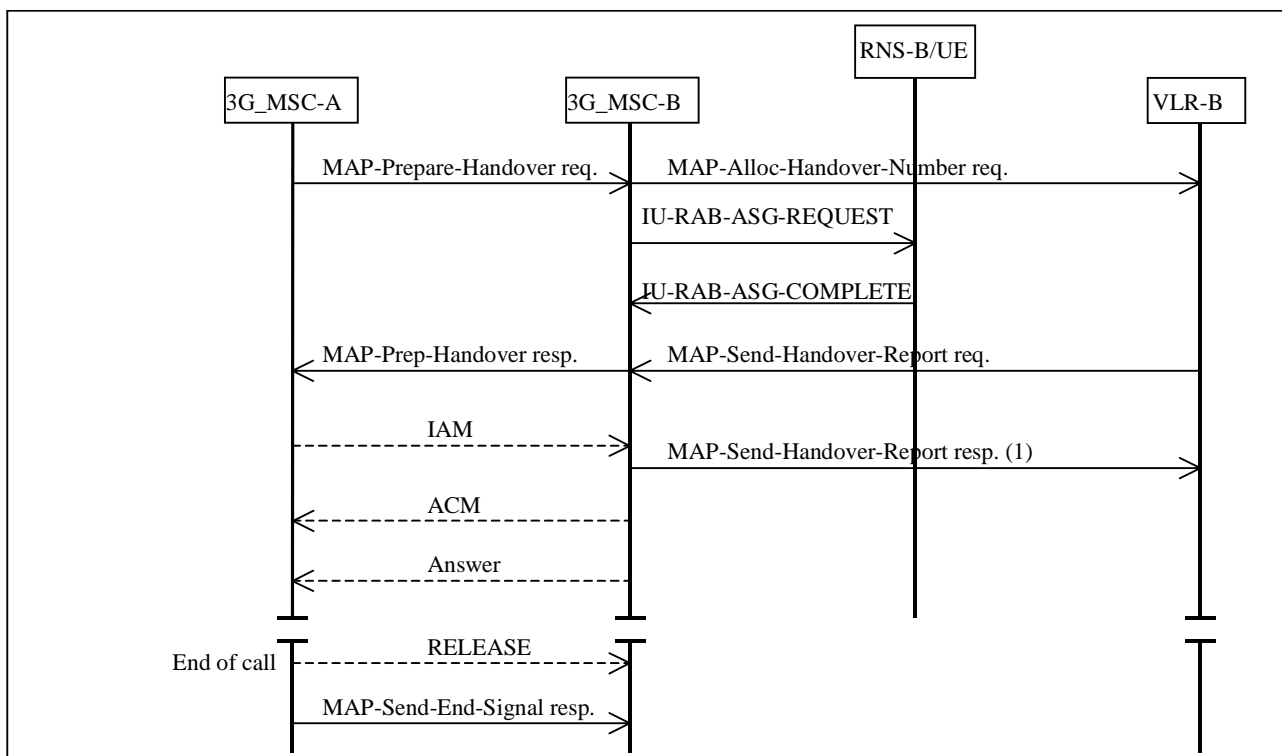 RNS-B/UE
3G_MSC-A
3G_MSC-B
VLR-B
MAP-Prepare-Handover req.
MAP-Alloc-Handover-Number req.
IU-RAB-ASG-REQUEST
IU-RAB-ASG-COMPLETE
MAP-Prep-Handover resp.
MAP-Send-Handover-Report req.
IAM
MAP-Send-Handover-Report resp. (1)
ACM
Answer
RELEASE
End of call
MAP-Send-End-Signal resp.